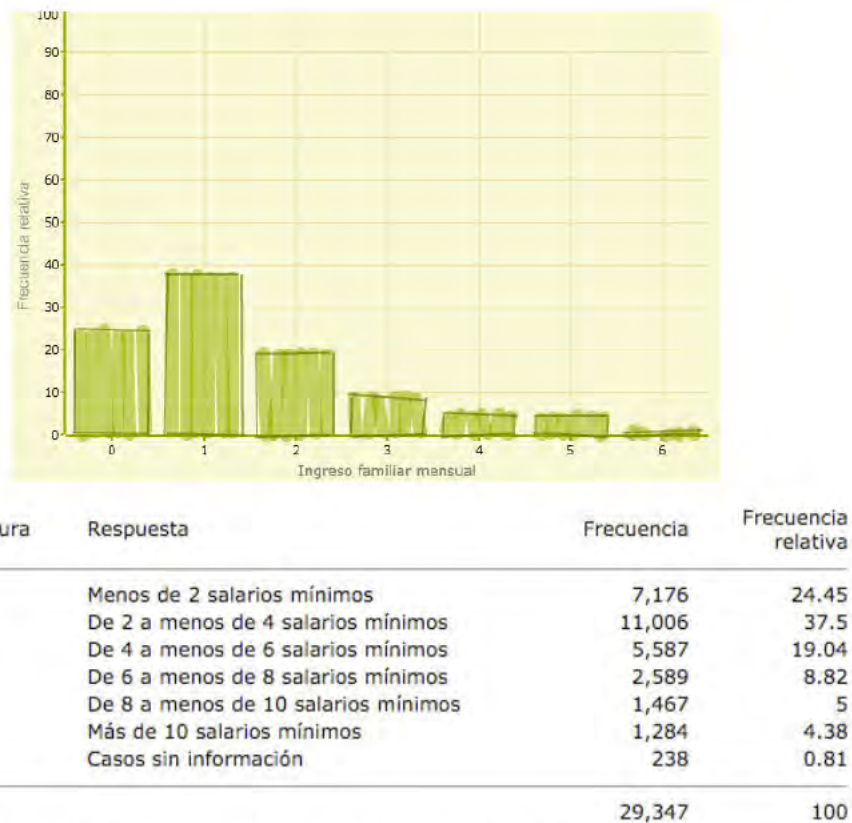 100
90
80
70
60
50
40
30
20
10
0
Frecuencia relativa
0 1 2 3 4 5 6
Ingreso familiar mensual
ura Respuesta Frecuencia Frecuencia
relativa
Menos de 2 salarios mínimos 7,176 24.45
De 2 a menos de 4 salarios mínimos 11,006 37.5
De 4 a menos de 6 salarios mínimos 5,587 19.04
De 6 a menos de 8 salarios mínimos 2,589 8.82
De 8 a menos de 10 salarios mínimos 1,467 5
Más de 10 salarios mínimos 1,284 4.38
Casos sin información 238 0.81
29,347 100